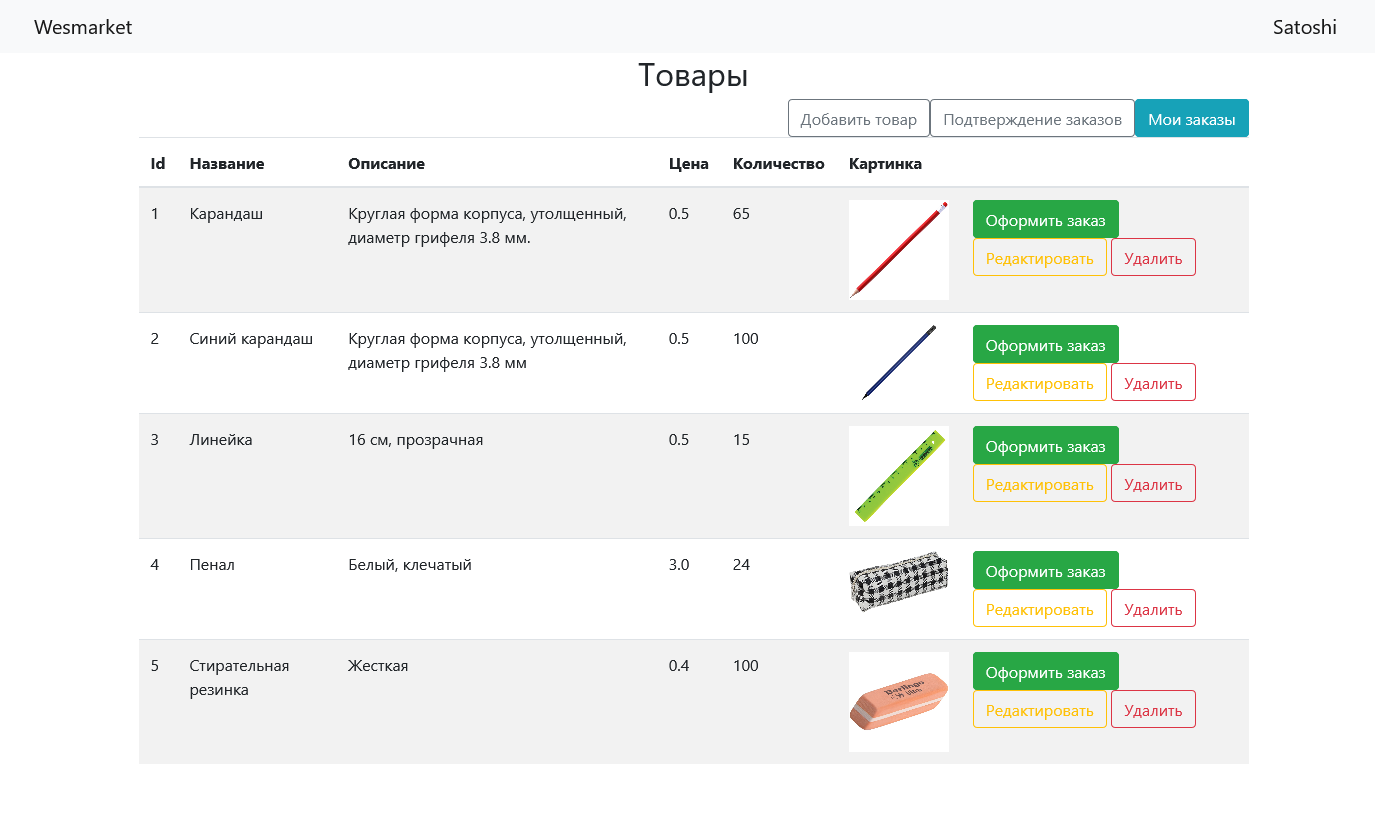 Wesmarket
Satoshi
Товары
Добавить товар
Подтверждение заказов
Мои заказы
Id Название Описание Цена Количество Картинка
1 Карандаш Круглая форма корпуса, утолщенный, 0.5 65 Оформить заказ
диаметр грифеля 3.8 мм.
Редактировать Удалить
2 Синий карандаш Круглая форма корпуса, утолщенный, 0.5 100 Оформить заказ
диаметр грифеля 3.8 мм
Редактировать Удалить
3 Линейка 16 см, прозрачная 0.5 15 Оформить заказ
Редактировать Удалить
4 Пенал Белый, клечатый 3.0 24 Оформить заказ
Редактировать Удалить
5 Стирательная Жесткая 0.4 100 Оформить заказ
резинка
Berlingo
Редактировать Удалить